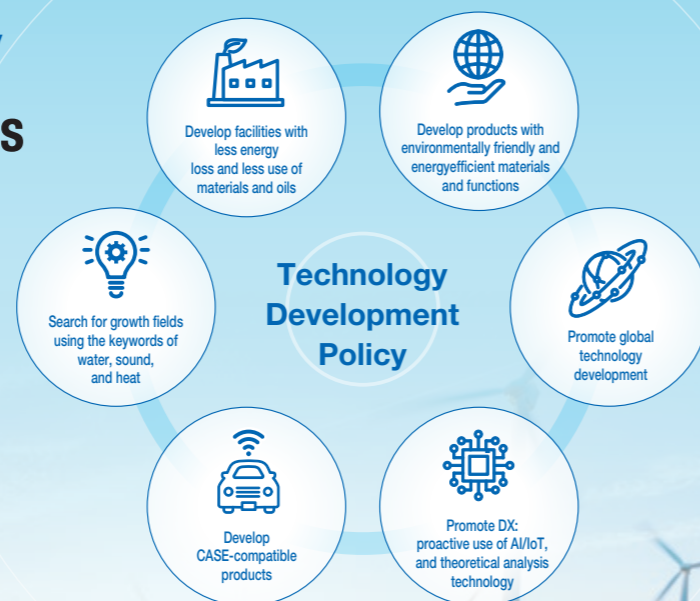 s
Develop facilities with
less energy
loss and less use of
materials and oils
Develop products with
environmentally friendly and
energyefficient materials
and functions
Search for growth fields
using the keywords of
water, sound,
and heat
Technology
Development
Policy
Promote global
technology
development
Develop
CASE-compatible
products
Promote DX:
proactive use of AI/IoT,
and theoretical analysis
technology